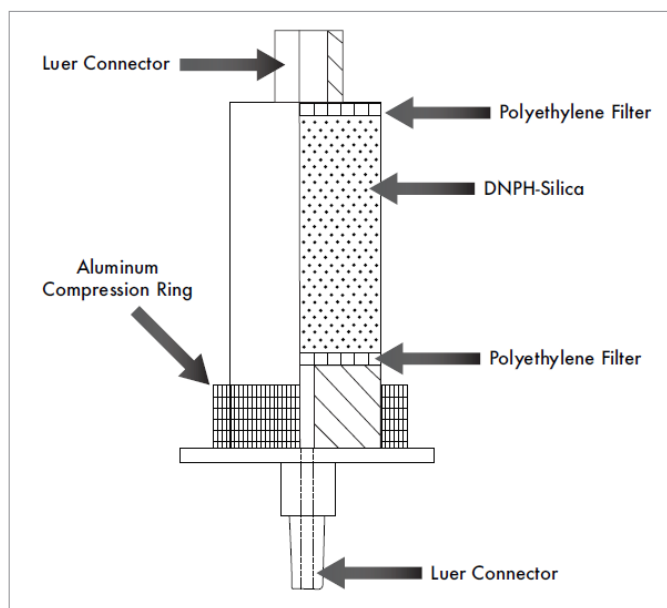 Luer Connector
Polyethylene Filter
DNPH-Silica
Aluminum
Compression Ring
Polyethylene Filter
Luer Connector